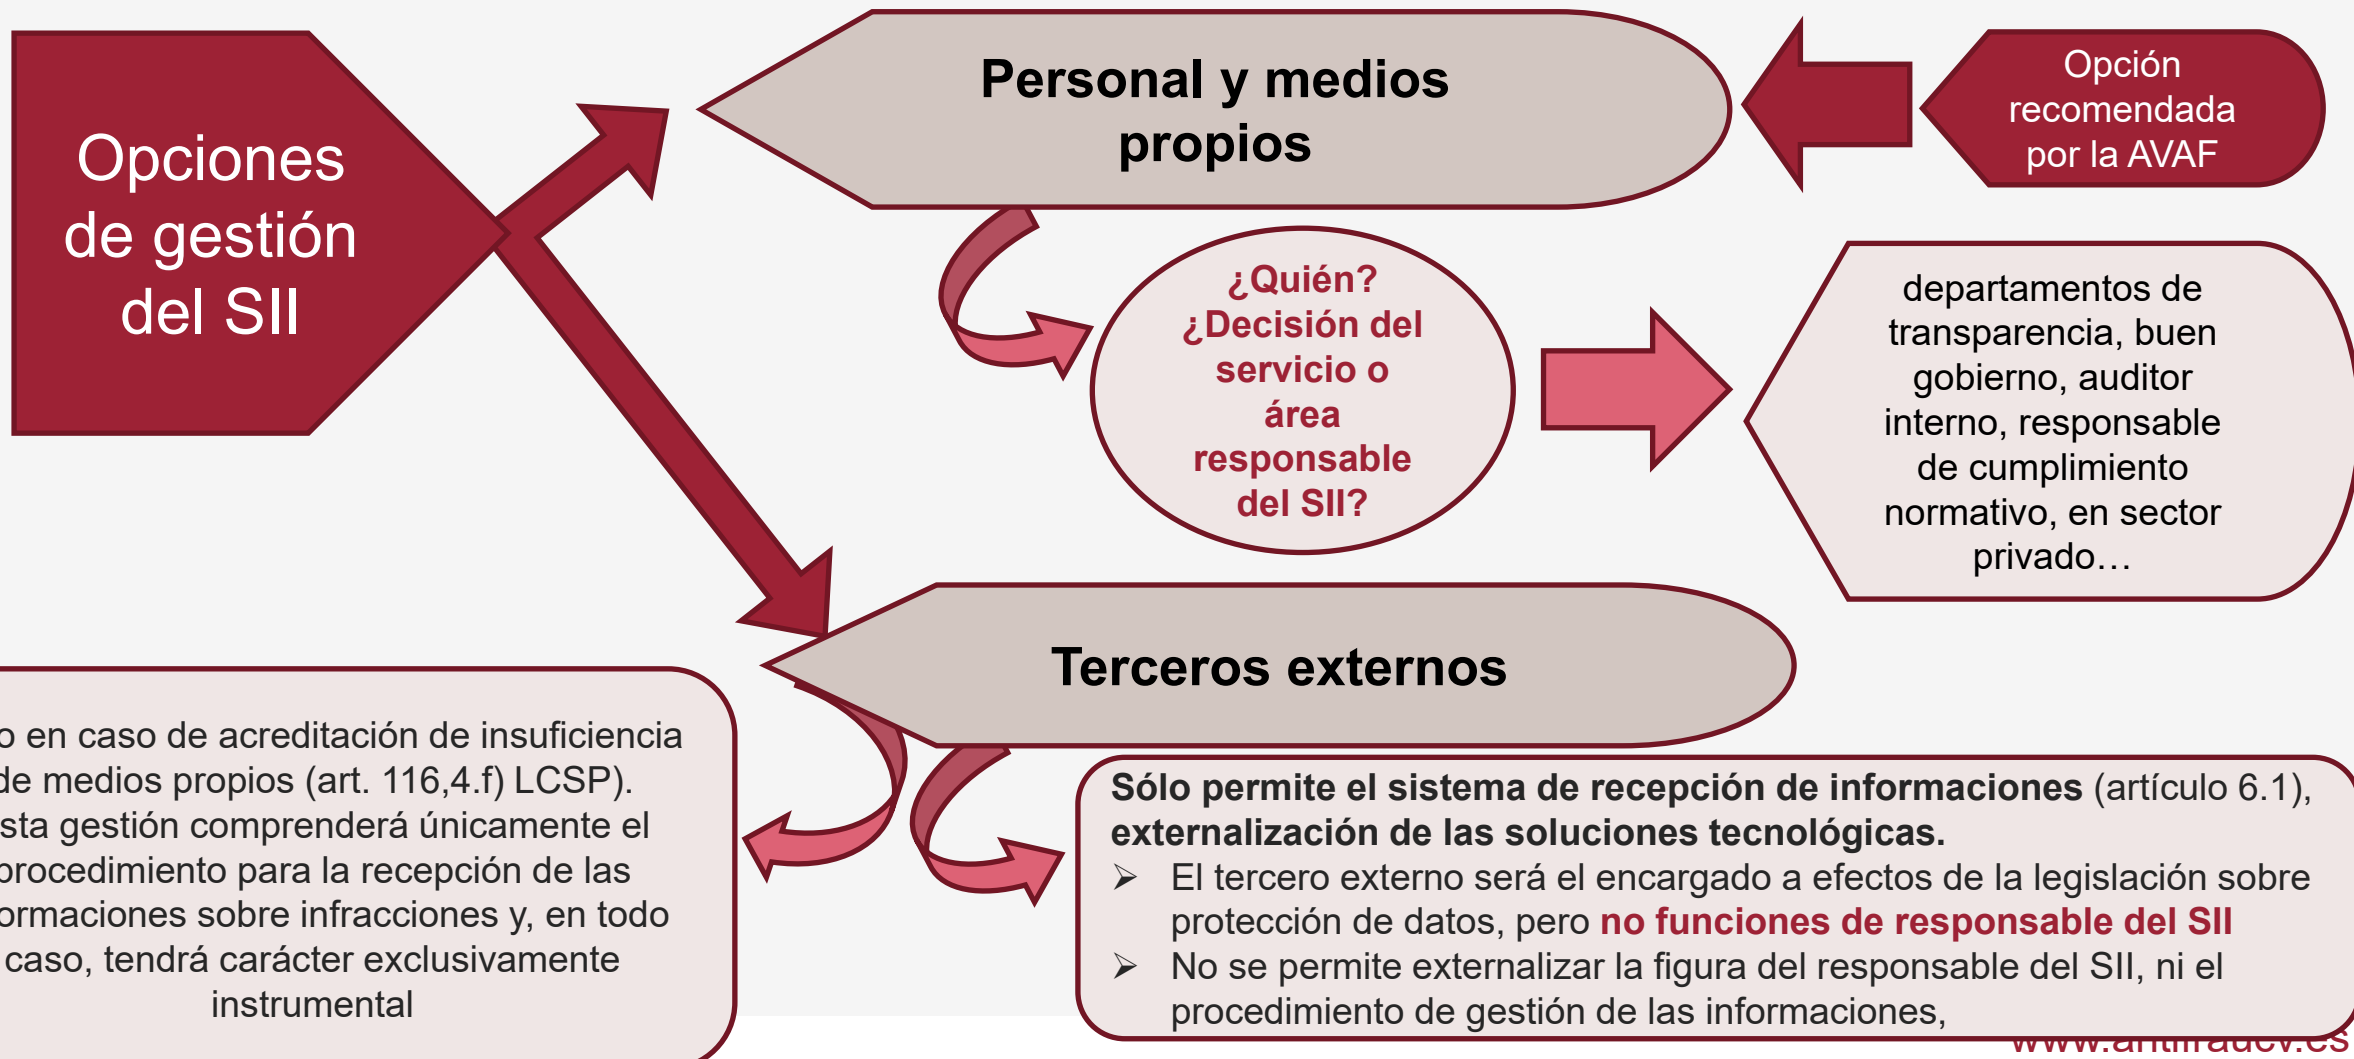 Opciones
de gestión
del SII
Personal y medios
propios
Opción
recomendada
por la AVAF
¿Quién?
¿Decisión del
servicio o
área
responsable
del SII?
departamentos de
transparencia, buen
gobierno, auditor
interno, responsable
de cumplimiento
normativo, en sector
privado…
Terceros externos
o en caso de acreditación de insuficiencia
de medios propios (art. 116,4.f) LCSP).
sta gestión comprenderá únicamente el
procedimiento para la recepción de las
ormaciones sobre infracciones y, en todo
caso, tendrá carácter exclusivamente
instrumental
Sólo permite el sistema de recepción de informaciones (artículo 6.1),
externalización de las soluciones tecnológicas.
➢ El tercero externo será el encargado a efectos de la legislación sobre
protección de datos, pero no funciones de responsable del SII
➢ No se permite externalizar la figura del responsable del SII, ni el
procedimiento de gestión de las informaciones,
www.antifraucv.es